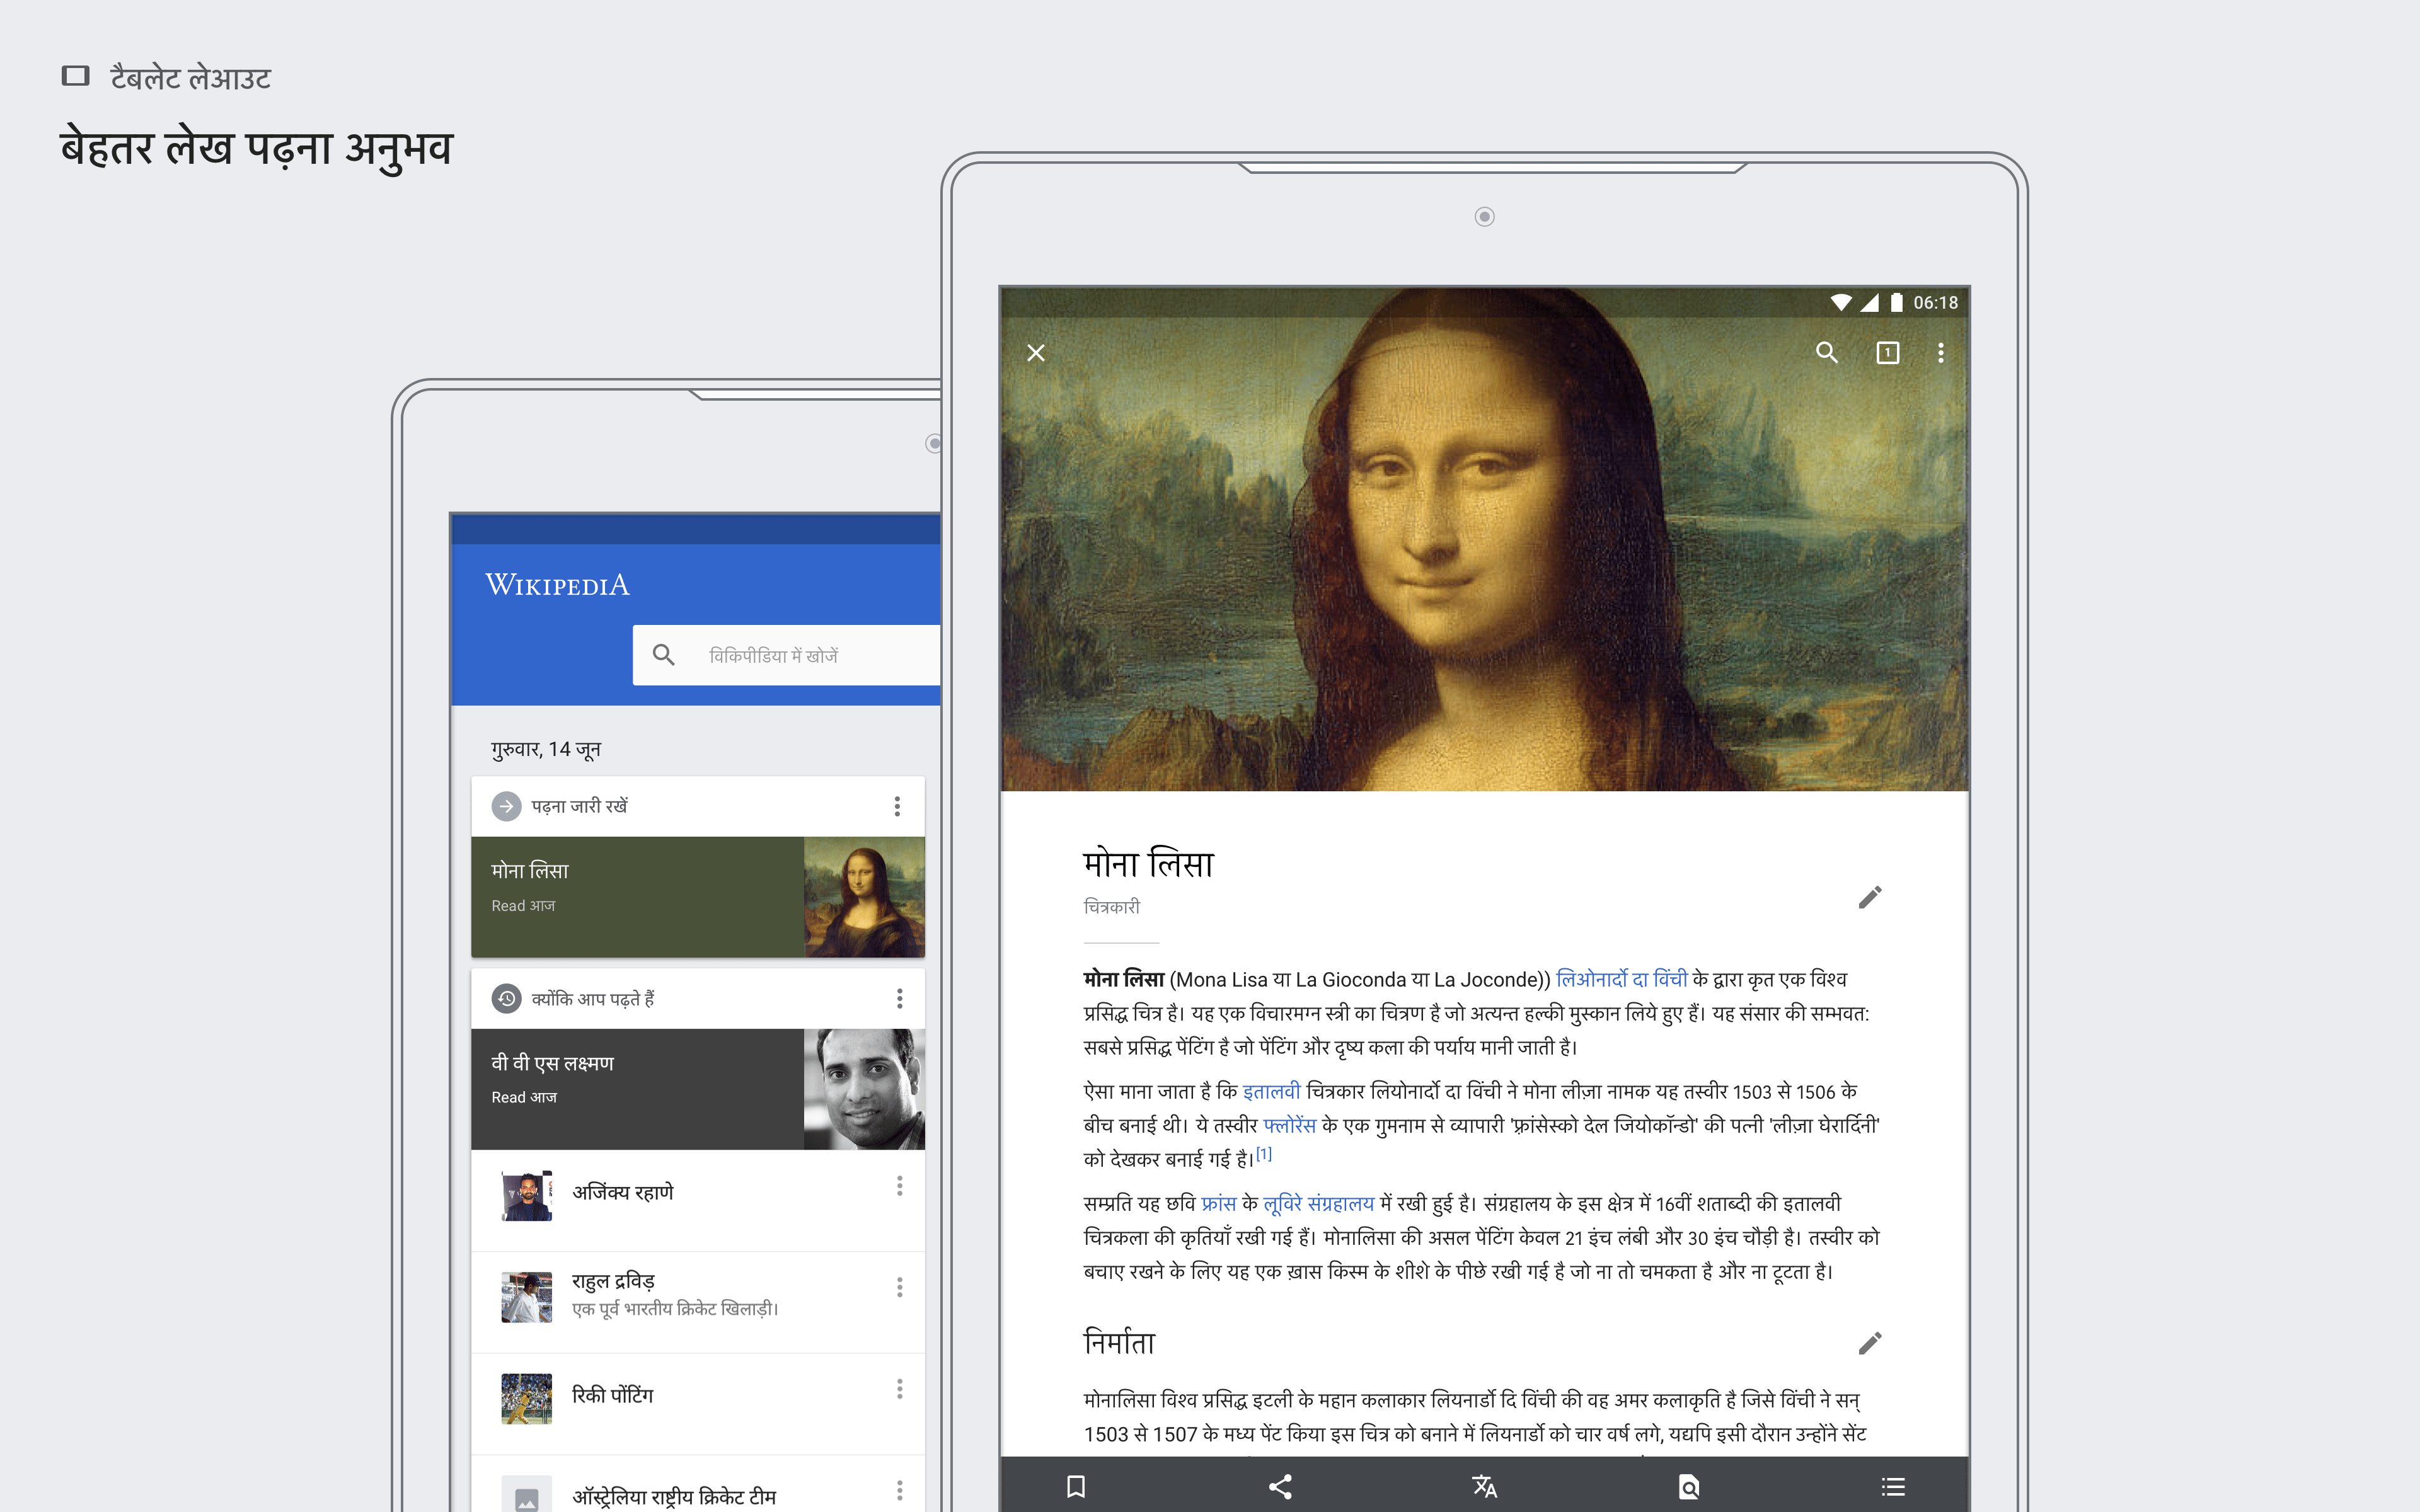 टैबलेट लेआउट
बेहतर लेख पढ़ना अनुभव
WIKIPEDIA
विकिपीडिया में खोजें
गुरुवार, 14 जून
पढ़ना जारी रखें
मोना लिसा
Read आज
क्योंकि आप पढ़ते हैं
वी वी एस लक्ष्मण
Read आज
अजिंक्य रहाणे
राहुल द्रविड़
एक पूर्व भारतीय क्रिकेट खिलाड़ी।
रिकी पोंटिंग
ऑस्ट्रेलिया राष्ट्रीय क्रिकेट टीम
06:18
1
मोना लिसा
चित्रकारी
मोना लिसा (Mona Lisa या La Gioconda या La Joconde)) लिओनार्दो दा विंची के द्वारा कृत एक विश्व
प्रसिद्ध चित्र है। यह एक विचारमग्न स्त्री का चित्रण है जो अत्यन्त हल्की मुस्कान लिये हुए हैं। यह संसार की सम्भवत:
सबसे प्रसिद्ध पेंटिंग है जो पेंटिंग और दृष्य कला की पर्याय मानी जाती है।
ऐसा माना जाता है कि इतालवी चित्रकार लियोनार्दो दा विंची ने मोना लीज़ा नामक यह तस्वीर 1503 से 1506 के
बीच बनाई थी। ये तस्वीर फ्लोरेंस के एक गुमनाम से व्यापारी 'फ़्रांसेस्को देल जियोकॉन्डो' की पत्नी 'लीज़ा घेरार्दिनी'
को देखकर बनाई गई है।[1]
सम्प्रति यह छवि फ्रांस के लूविरे संग्रहालय में रखी हुई है। संग्रहालय के इस क्षेत्र में 16वीं शताब्दी की इतालवी
चित्रकला की कृतियाँ रखी गई हैं। मोनालिसा की असल पेंटिंग केवल 21 इंच लंबी और 30 इंच चौड़ी है। तस्वीर को
बचाए रखने के लिए यह एक ख़ास किस्म के शीशे के पीछे रखी गई है जो ना तो चमकता है और ना टूटता है।
निर्माता
मोनालिसा विश्व प्रसिद्ध इटली के महान कलाकार लियनार्डो दि विंची की वह अमर कलाकृति है जिसे विंची ने सन्
1503 से 1507 के मध्य पेंट किया इस चित्र को बनाने में लियनार्डो को चार वर्ष लगे, यद्यपि इसी दौरान उन्होंने सेंट